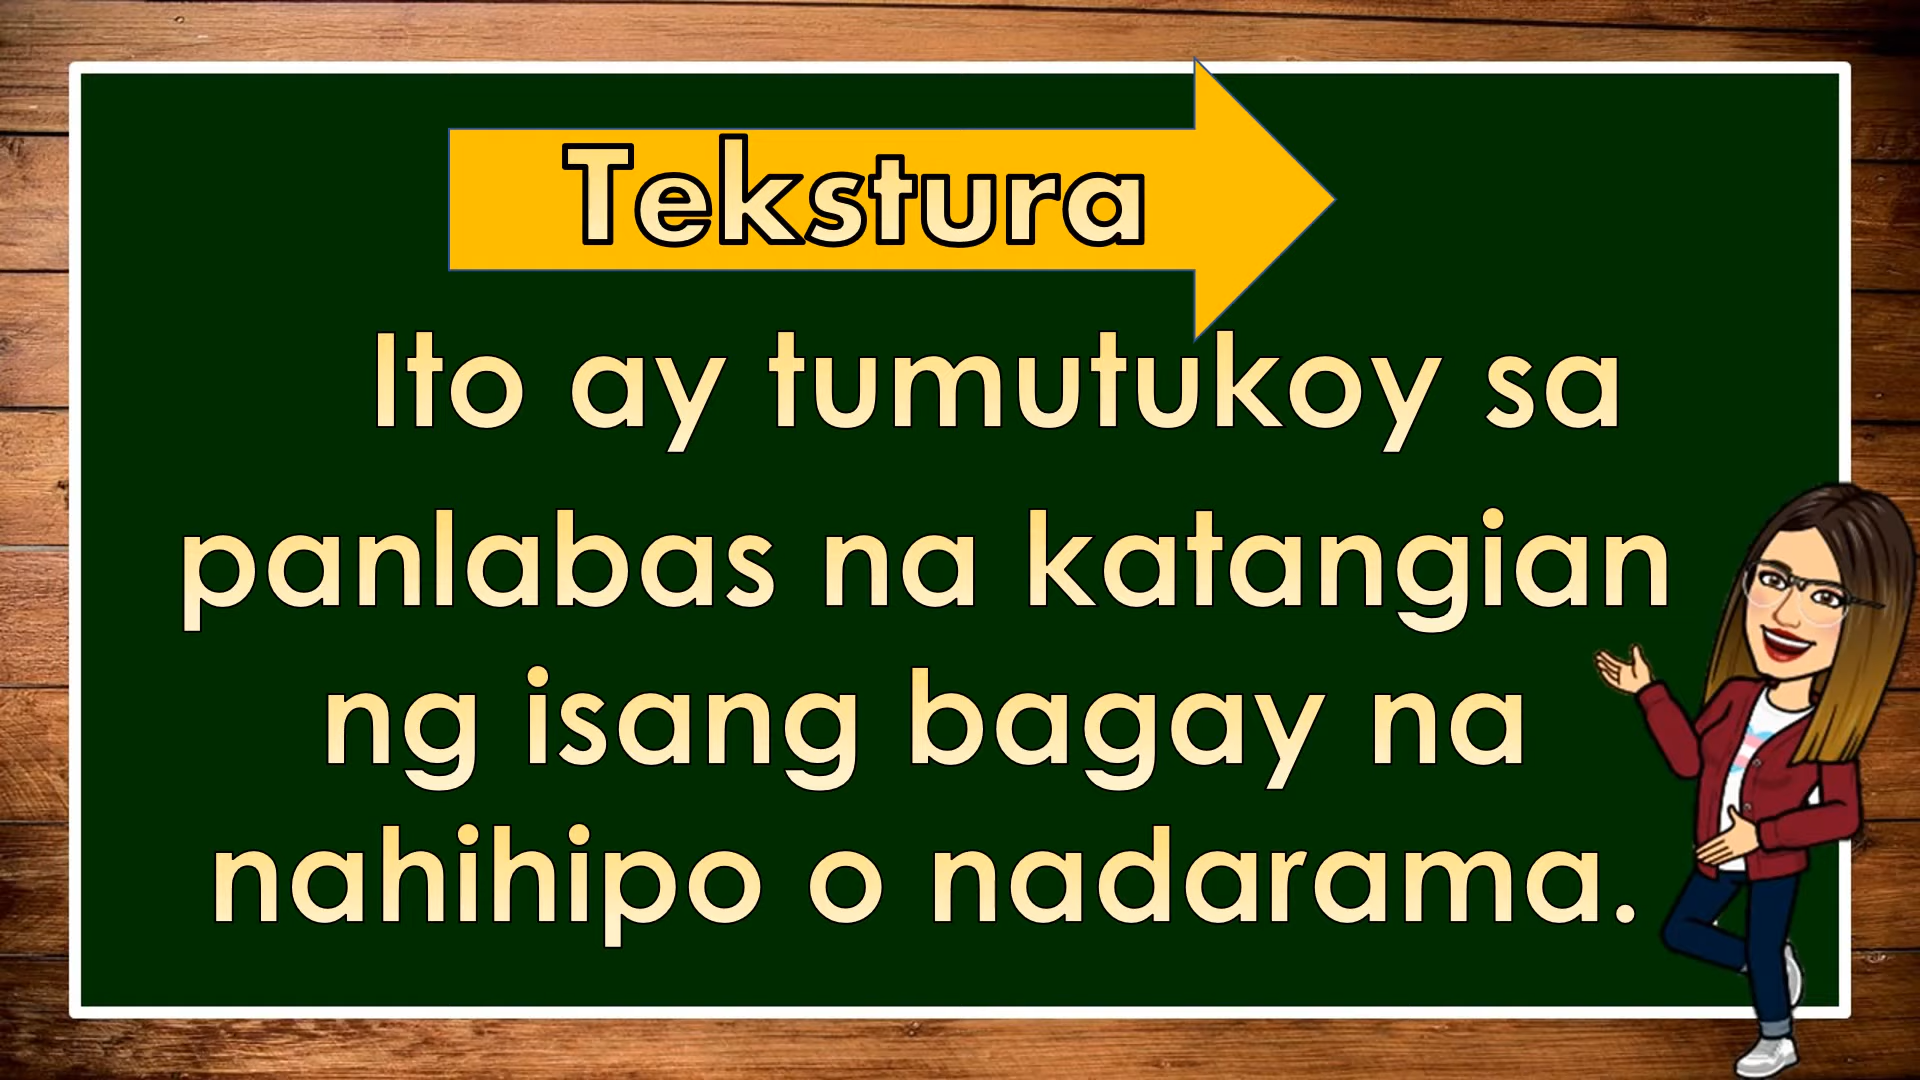 Tekstura
Ito ay tumutukoy sa
panlabas na katangian
ng isang bagay na
nahihipo o nadarama.